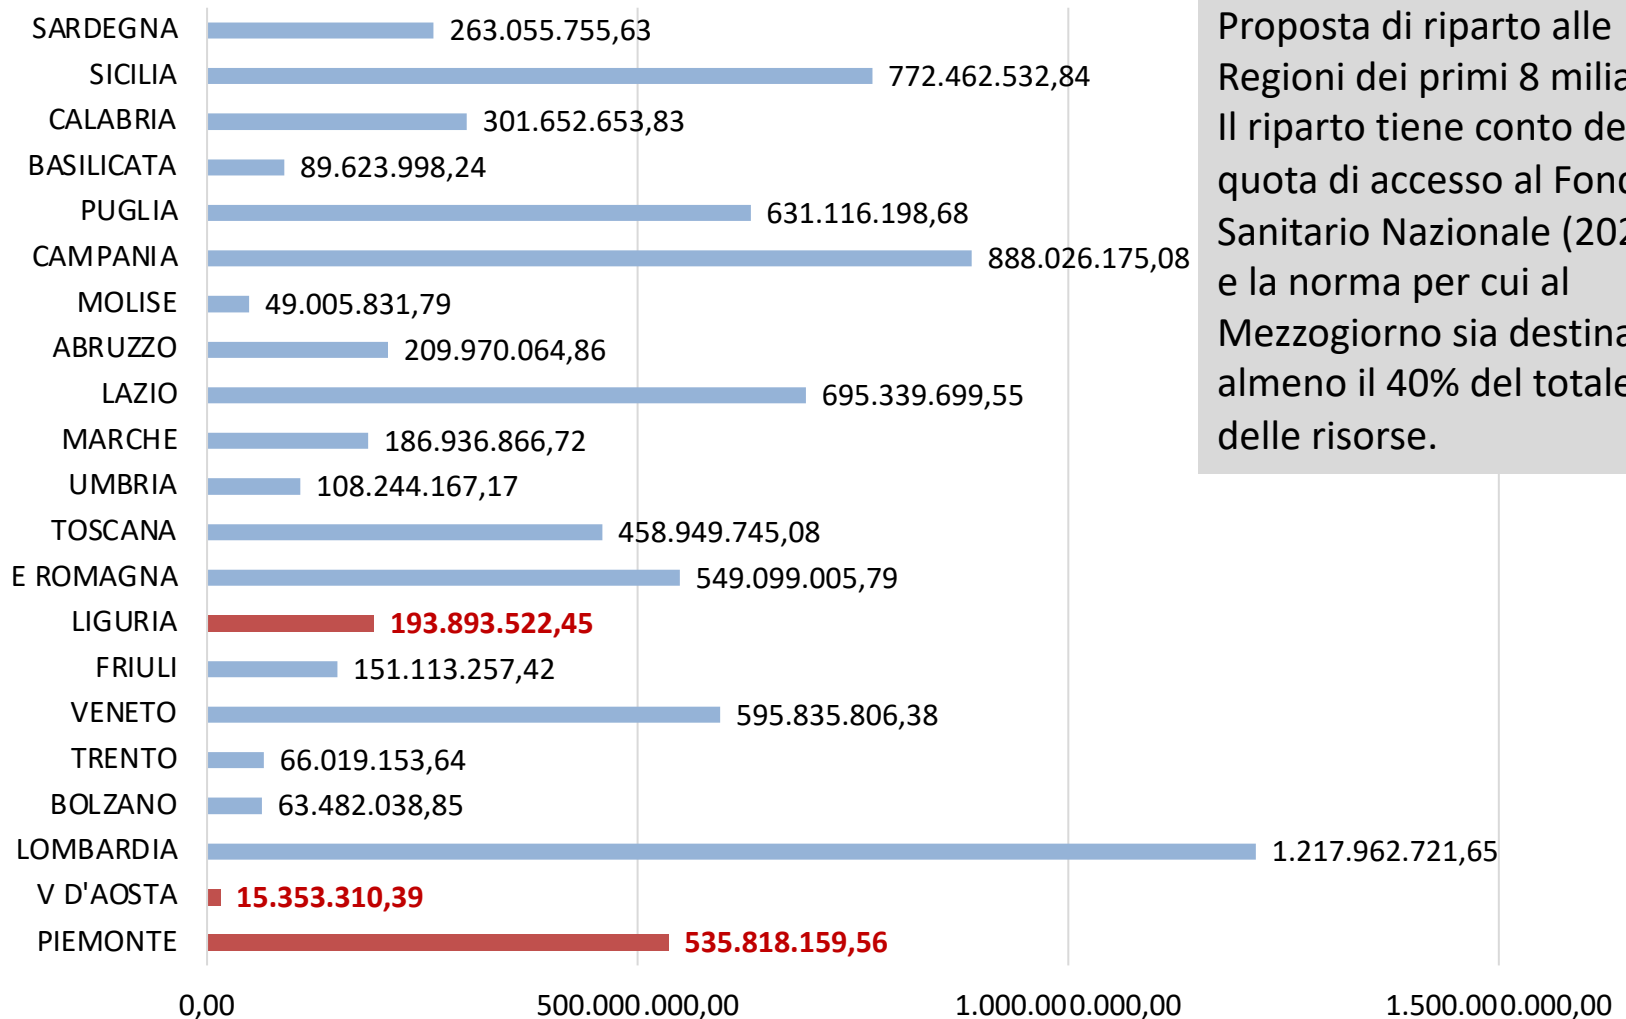 SARDEGNA 263.055.755,63
SICILIA 772.462.532,84
CALABRIA 301.652.653,83
BASILICATA 89.623.998,24
PUGLIA 631.116.198,68
CAMPANIA 888.026.175,08
MOLISE 49.005.831,79
ABRUZZO 209.970.064,86
LAZIO 695.339.699,55
MARCHE 186.936.866,72
UMBRIA 108.244.167,17
TOSCANA 458.949.745,08
E ROMAGNA 549.099.005,79
LIGURIA 193.893.522,45
FRIULI 151.113.257,42
VENETO 595.835.806,38
TRENTO 66.019.153,64
BOLZANO 63.482.038,85
LOMBARDIA 1.217.962.721,65
V D'AOSTA 15.353.310,39
PIEMONTE 535.818.159,56
0,00 500.000.000,00 1.000.000.000,00 1.500.000.000,00
Proposta di riparto alle
Regioni dei primi 8
Il riparto tiene conto
quota di accesso al
Sanitario Nazionale
e la norma per cui al
Mezzogiorno sia
almeno il 40% del totale
delle risorse.